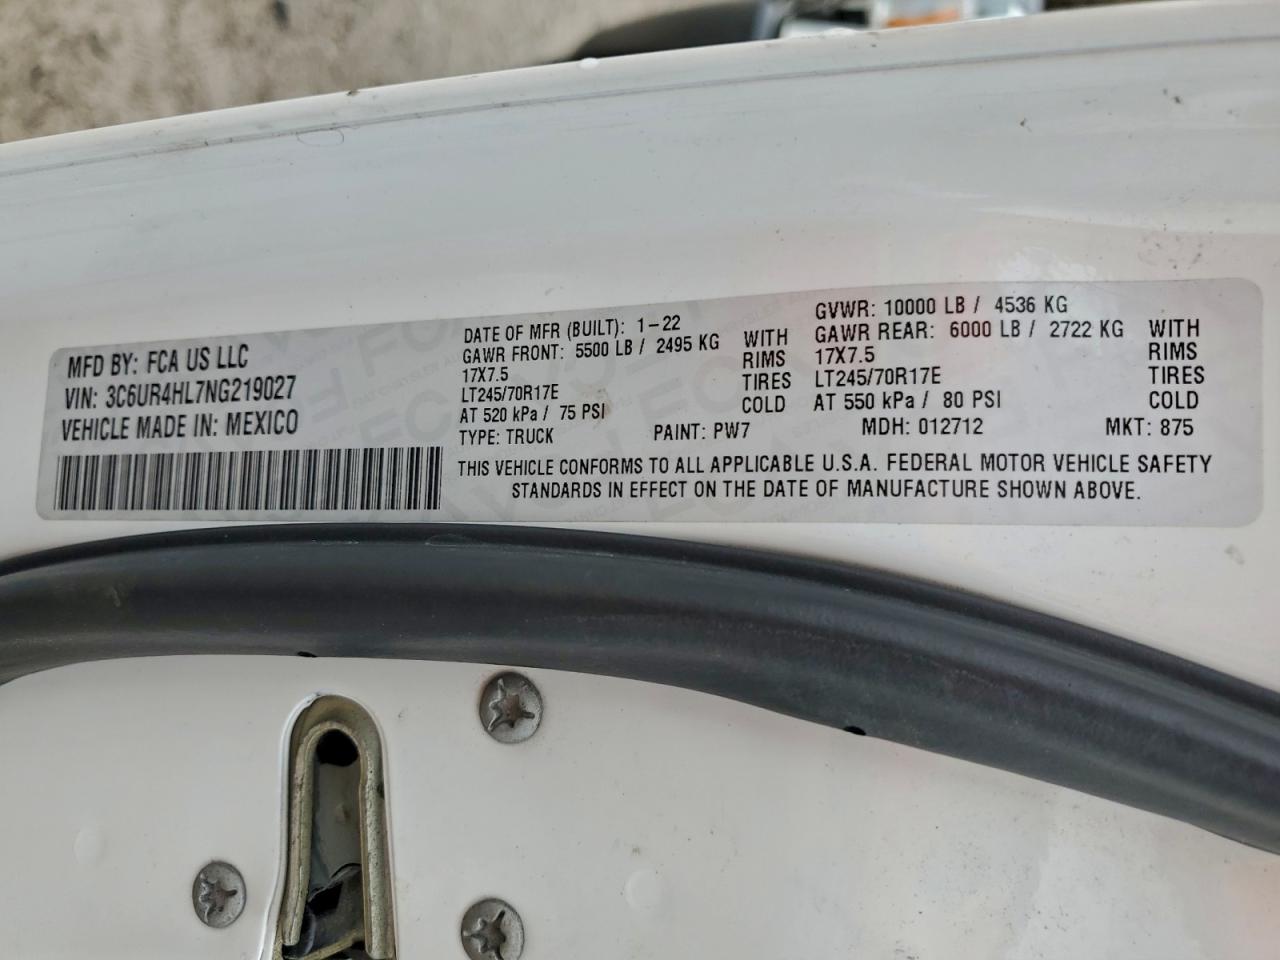 MFD BY: FCA US LLC
VIN: 3C6UR4HL7NG219027
VEHICLE MADE IN: MEXICO
DATE OF MFR (BUILT): 1-22
GAWR FRONT: 5500 LB / 2495 KG WITH
17X7.5 RIMS
LT245/70R17E TIRES
AT 520 kPa / 75 PSI COLD
GVWR: 10000 LB / 4536 KG
GAWR REAR: 6000 LB / 2722 KG WITH
17X7.5 RIMS
LT245/70R17E TIRES
AT 550 kPa / 80 PSI COLD
TYPE: TRUCK PAINT: PW7 MDH: 012712 MKT: 875
THIS VEHICLE CONFORMS TO ALL APPLICABLE U.S.A. FEDERAL MOTOR VEHICLE SAFETY
STANDARDS IN EFFECT ON THE DATE OF MANUFACTURE SHOWN ABOVE.